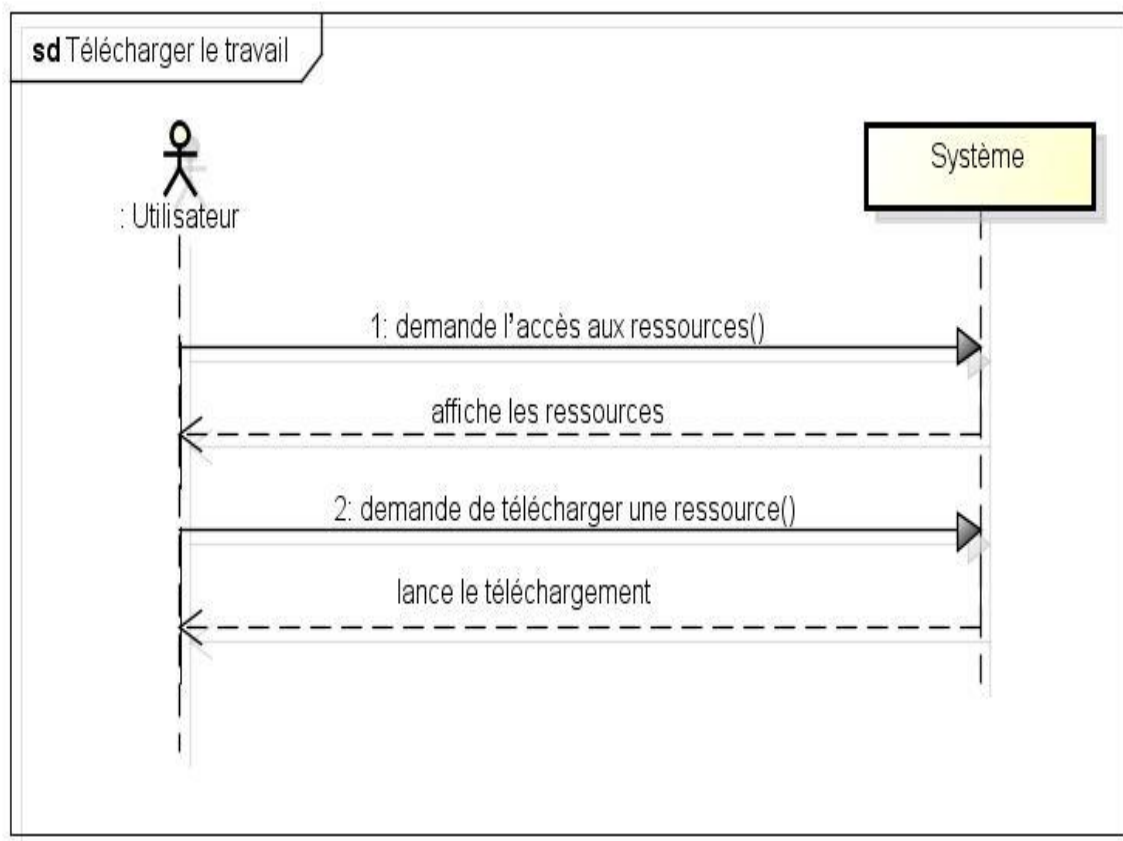 sd Télécharger le travail
: Utilisateur
Système
1: demande l’accès aux ressources()
affiche les ressources
2: demande de télécharger une ressource()
lance le téléchargement